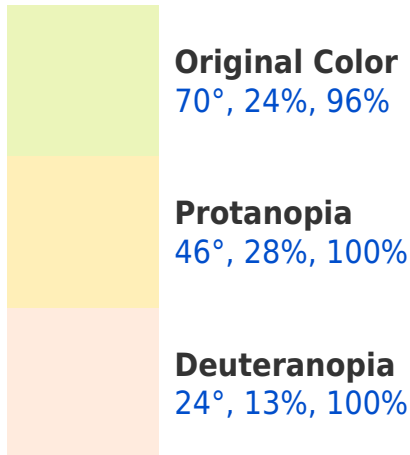 Original Color
70°, 24%, 96%
Protanopia
46°, 28%, 100%
Deuteranopia
24°, 13%, 100%